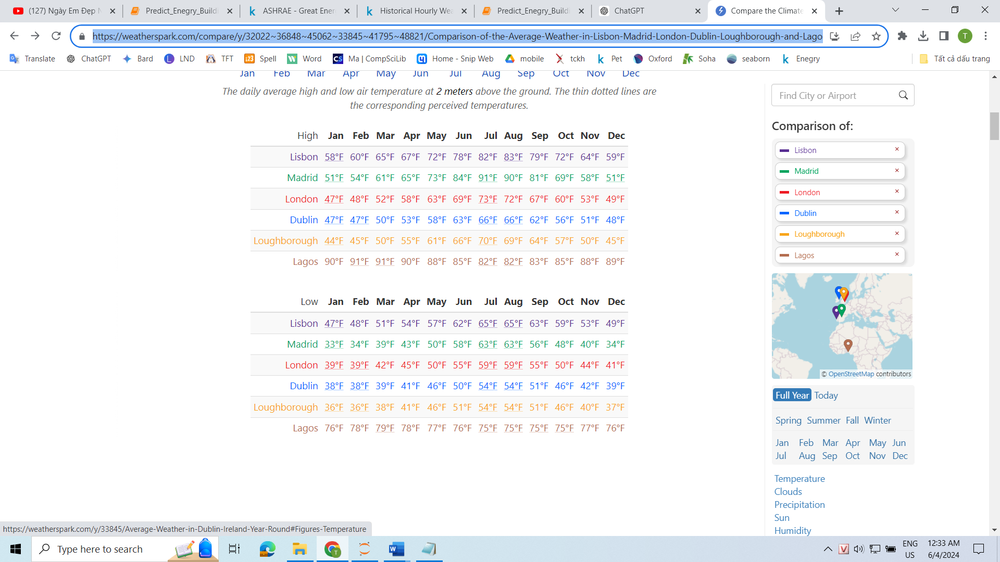 (127) Ngày Em Đẹp N
Predict_Enegry_Buildi
ASHRAE - Great Ener
Historical Hourly Wea
Predict_Enegry_Buildi
ChatGPT
Compare the Climate
https://weatherspark.com/compare/y/32022~36848~45062~33845~41795~48821/Comparison-of-the-Average-Weather-in-Lisbon-Madrid-London-Dublin-Loughborough-and-Lago
T
Translate ChatGPT Bard LND TFT Spell Word Ma | CompSciLib Home - Snip Web mobile tckh Pet Oxford Soha seaborn Enegry Tất cả dấu trang
Jan Feb Mar Apr May Jun Jul Aug Sep Oct Nov Dec
The daily average high and low air temperature at 2 meters above the ground. The thin dotted lines are
the corresponding perceived temperatures.
High Jan Feb Mar Apr May Jun Jul Aug Sep Oct Nov Dec
Lisbon 58°F 60°F 65°F 67°F 72°F 78°F 82°F 83°F 79°F 72°F 64°F 59°F
Madrid 51°F 54°F 61°F 65°F 73°F 84°F 91°F 90°F 81°F 69°F 58°F 51°F
London 47°F 48°F 52°F 58°F 63°F 69°F 73°F 72°F 67°F 60°F 53°F 49°F
Dublin 47°F 47°F 50°F 53°F 58°F 63°F 66°F 66°F 62°F 56°F 51°F 48°F
Loughborough 44°F 45°F 50°F 55°F 61°F 66°F 70°F 69°F 64°F 57°F 50°F 45°F
Lagos 90°F 91°F 91°F 90°F 88°F 85°F 82°F 82°F 83°F 85°F 88°F 89°F
Low Jan Feb Mar Apr May Jun Jul Aug Sep Oct Nov Dec
Lisbon 47°F 48°F 51°F 54°F 57°F 62°F 65°F 65°F 63°F 59°F 53°F 49°F
Madrid 33°F 34°F 39°F 43°F 50°F 58°F 63°F 63°F 56°F 48°F 40°F 34°F
London 39°F 39°F 42°F 45°F 50°F 55°F 59°F 59°F 55°F 50°F 44°F 41°F
Dublin 38°F 38°F 39°F 41°F 46°F 50°F 54°F 54°F 51°F 46°F 42°F 39°F
Loughborough 36°F 36°F 38°F 41°F 46°F 51°F 54°F 54°F 51°F 46°F 40°F 37°F
Lagos 76°F 78°F 79°F 78°F 77°F 76°F 75°F 75°F 75°F 75°F 77°F 76°F
Find City or Airport
Comparison of:
Lisbon
Madrid
London
Dublin
Loughborough
Lagos
© OpenStreetMap contributors
Full Year Today
Spring Summer Fall Winter
Jan Feb Mar Apr May Jun
Jul Aug Sep Oct Nov Dec
Temperature
Clouds
Precipitation
Sun
Humidity
https://weatherspark.com/y/33845/Average-Weather-in-Dublin-Ireland-Year-Round#Figures-Temperature
Type here to search
ENG
US
12:33 AM
6/4/2024